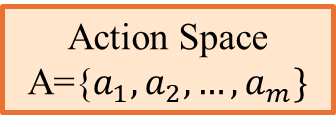 Action Space
A={a₁, a₂, …, aₘ}